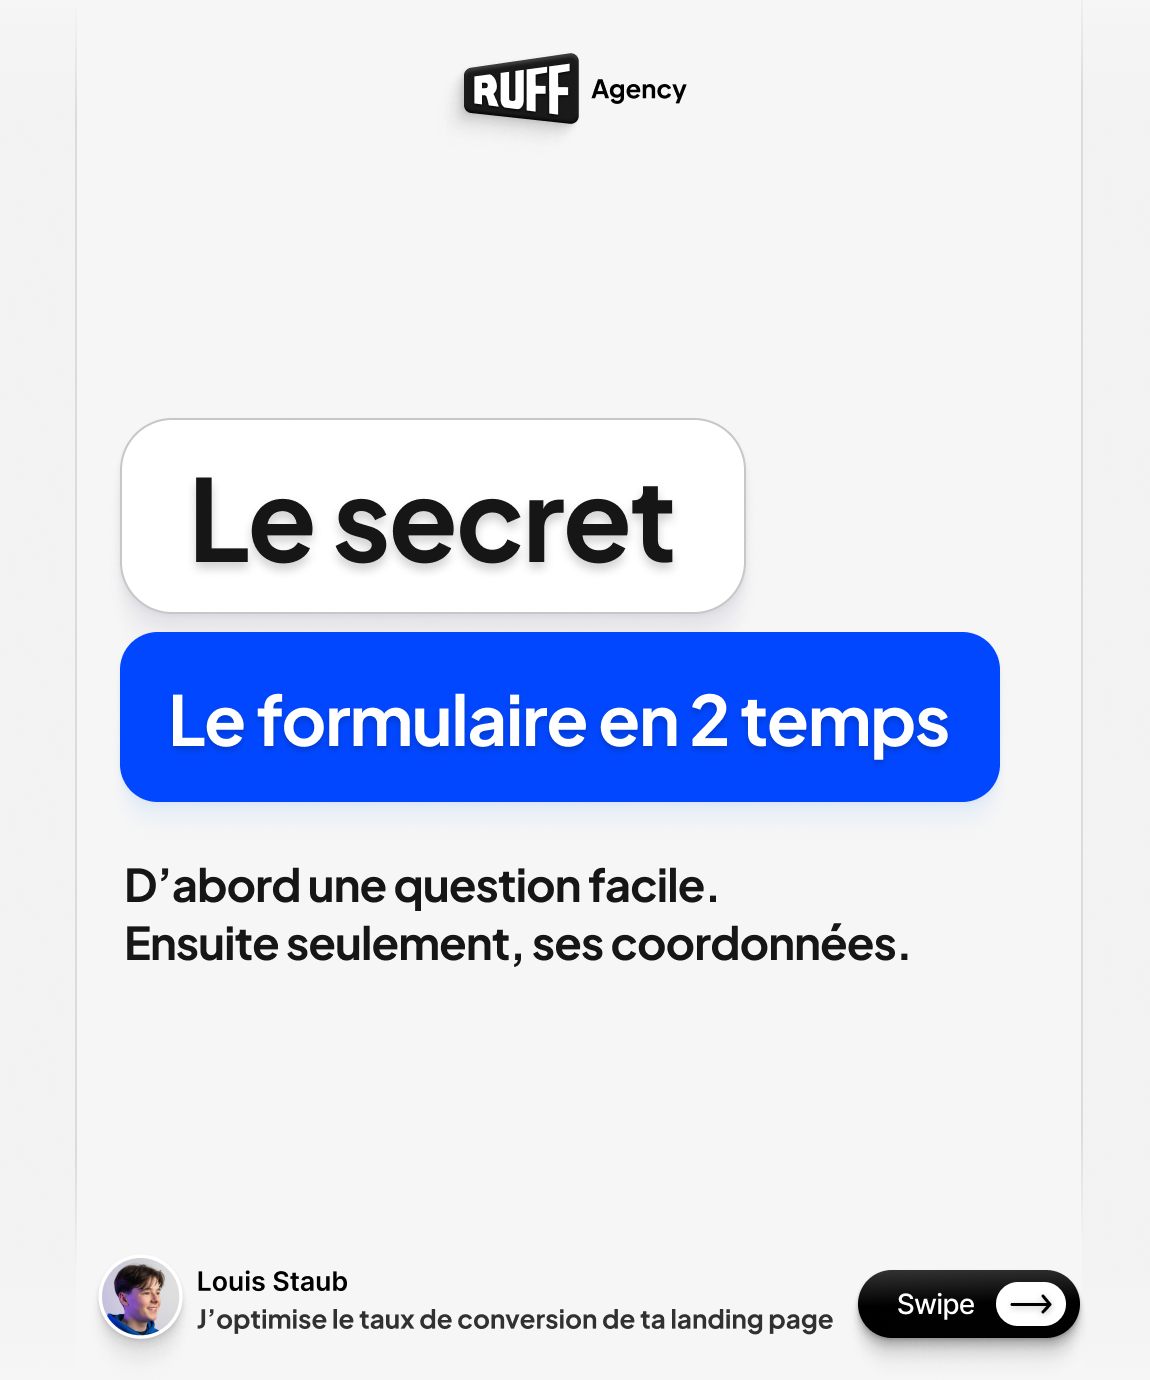 RUFF Agency
Le secret
Le formulaire en 2 temps
D’abord une question facile.
Ensuite seulement, ses coordonnées.
Louis Staub
J’optimise le taux de conversion de ta landing page
Swipe